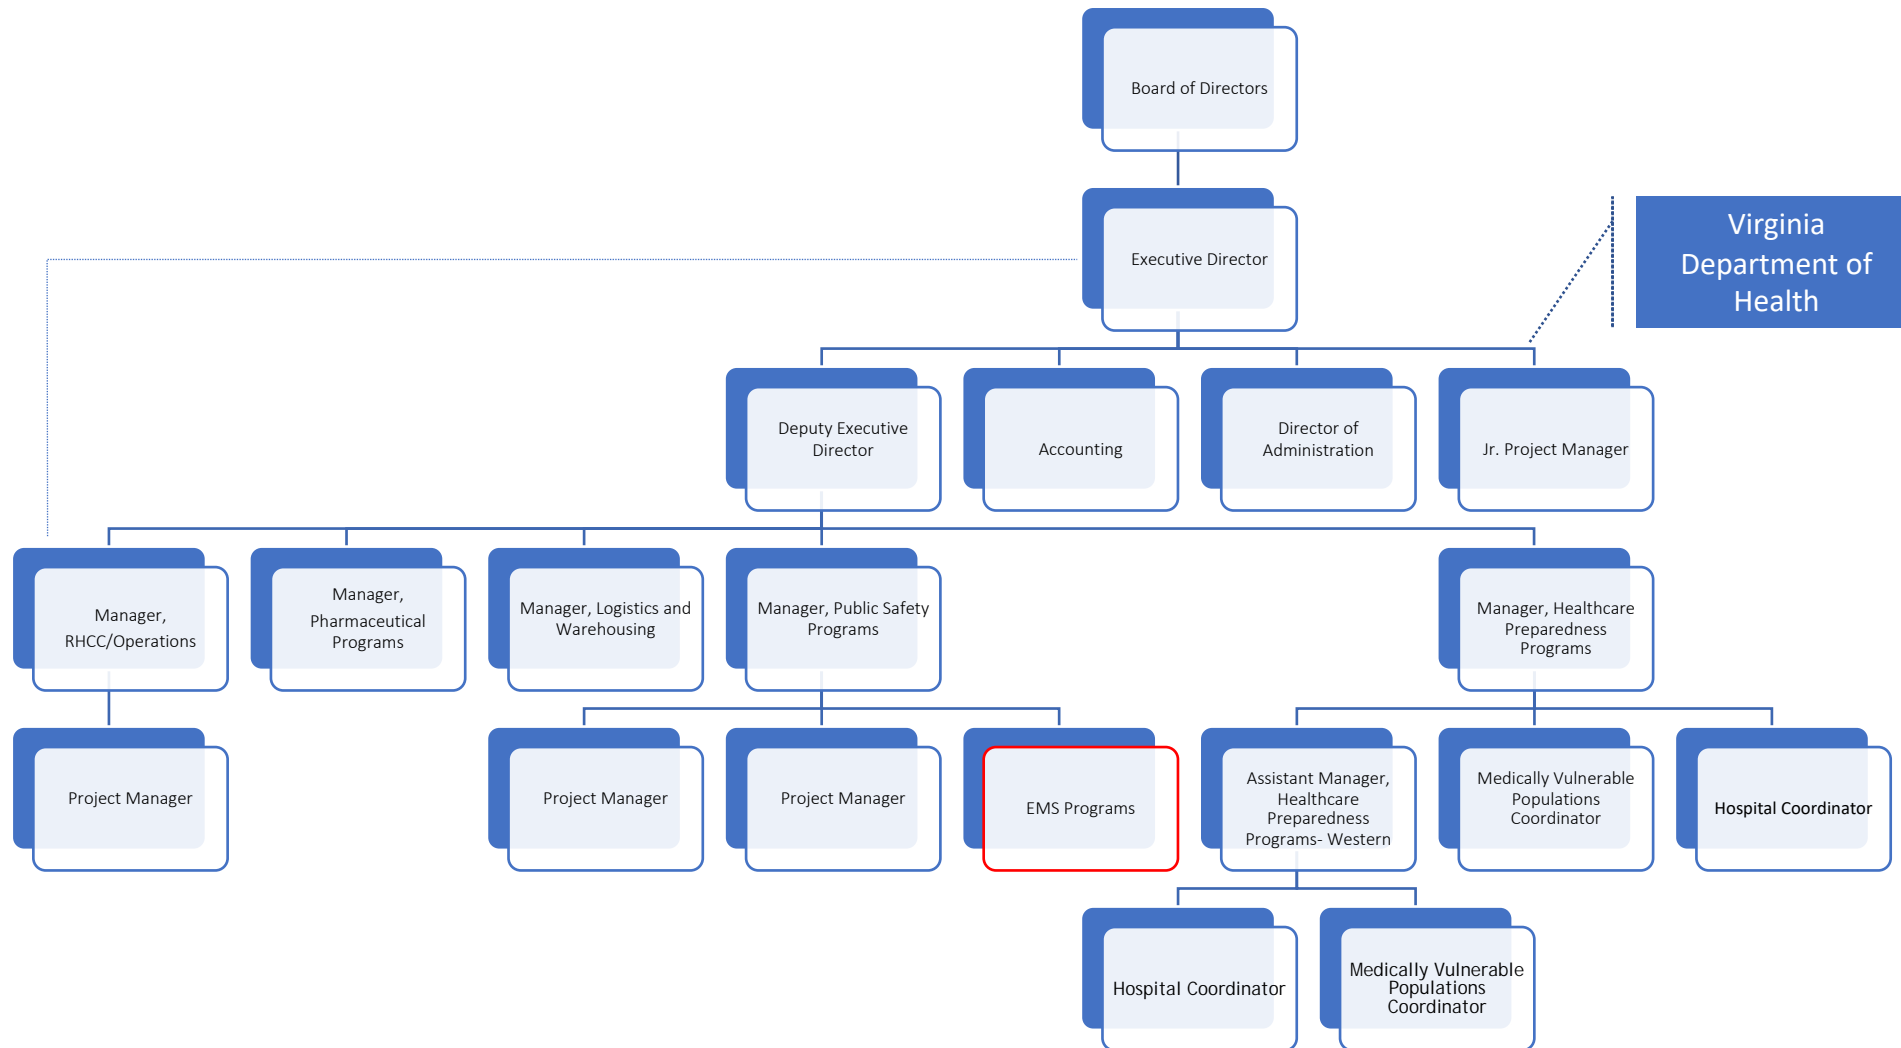 Board of Directors
Executive Director
Virginia
Department of
Health
Deputy Executive
Director
Accounting
Director of
Administration
Jr. Project Manager
Manager,
RHCC/Operations
Manager,
Pharmaceutical
Programs
Manager, Logistics and
Warehousing
Manager, Public Safety
Programs
Manager, Healthcare
Preparedness
Programs
Project Manager
Project Manager
Project Manager
EMS Programs
Assistant Manager,
Healthcare
Preparedness
Programs- Western
Medically Vulnerable
Populations
Coordinator
Hospital Coordinator
Hospital Coordinator
Medically Vulnerable
Populations
Coordinator